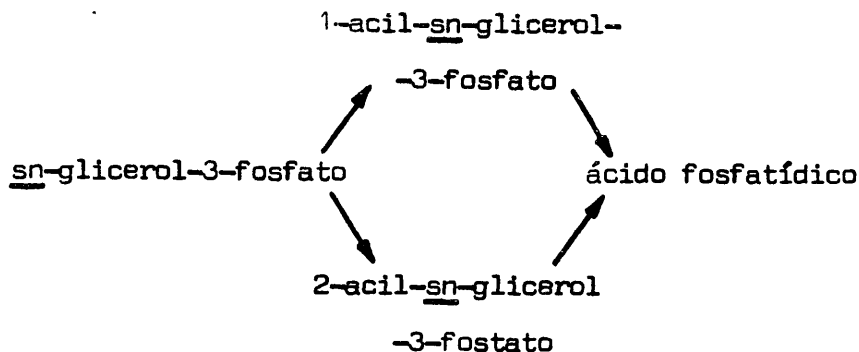 1-acil-sn-glicerol-
-3-fosfato
sn-glicerol-3-fosfato
ácido fosfatídico
2-acil-sn-glicerol
-3-fostato